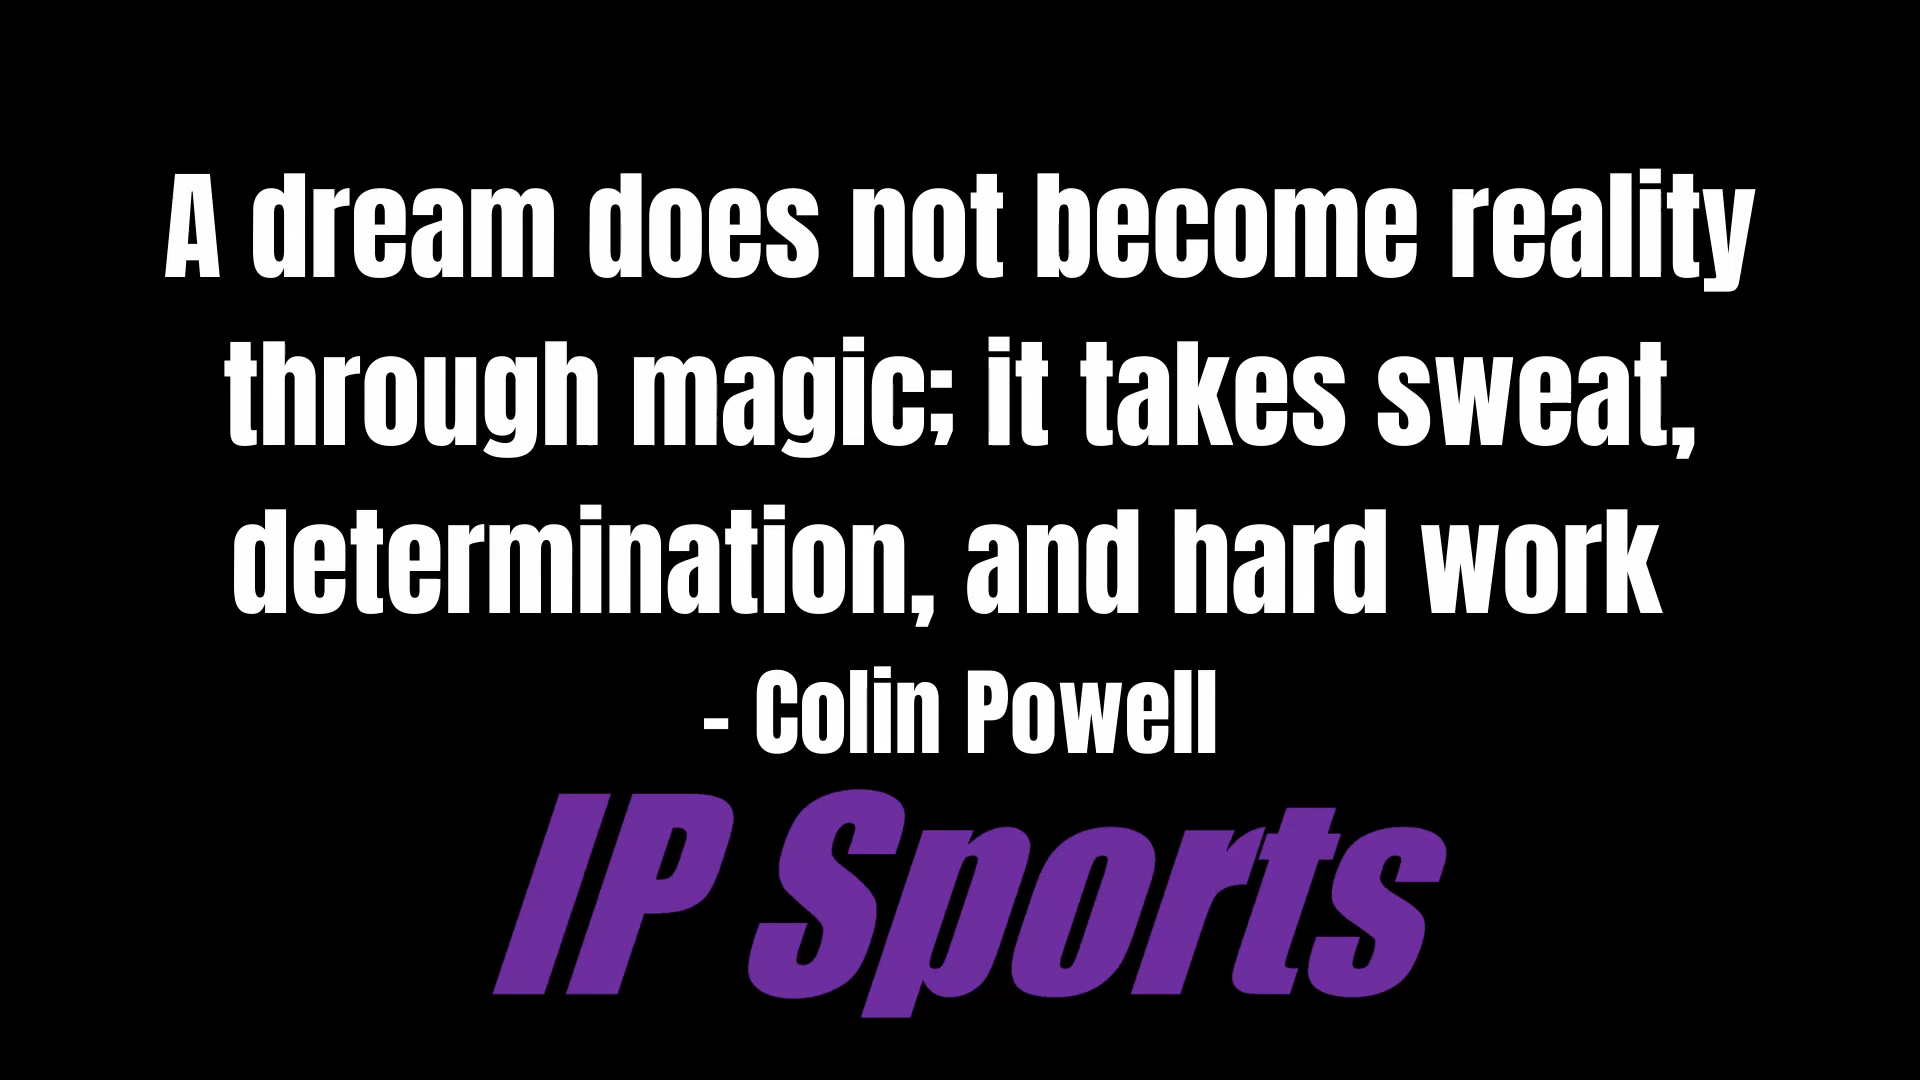 A dream does not become reality
through magic; it takes sweat,
determination, and hard work
- Colin Powell
IP Sports